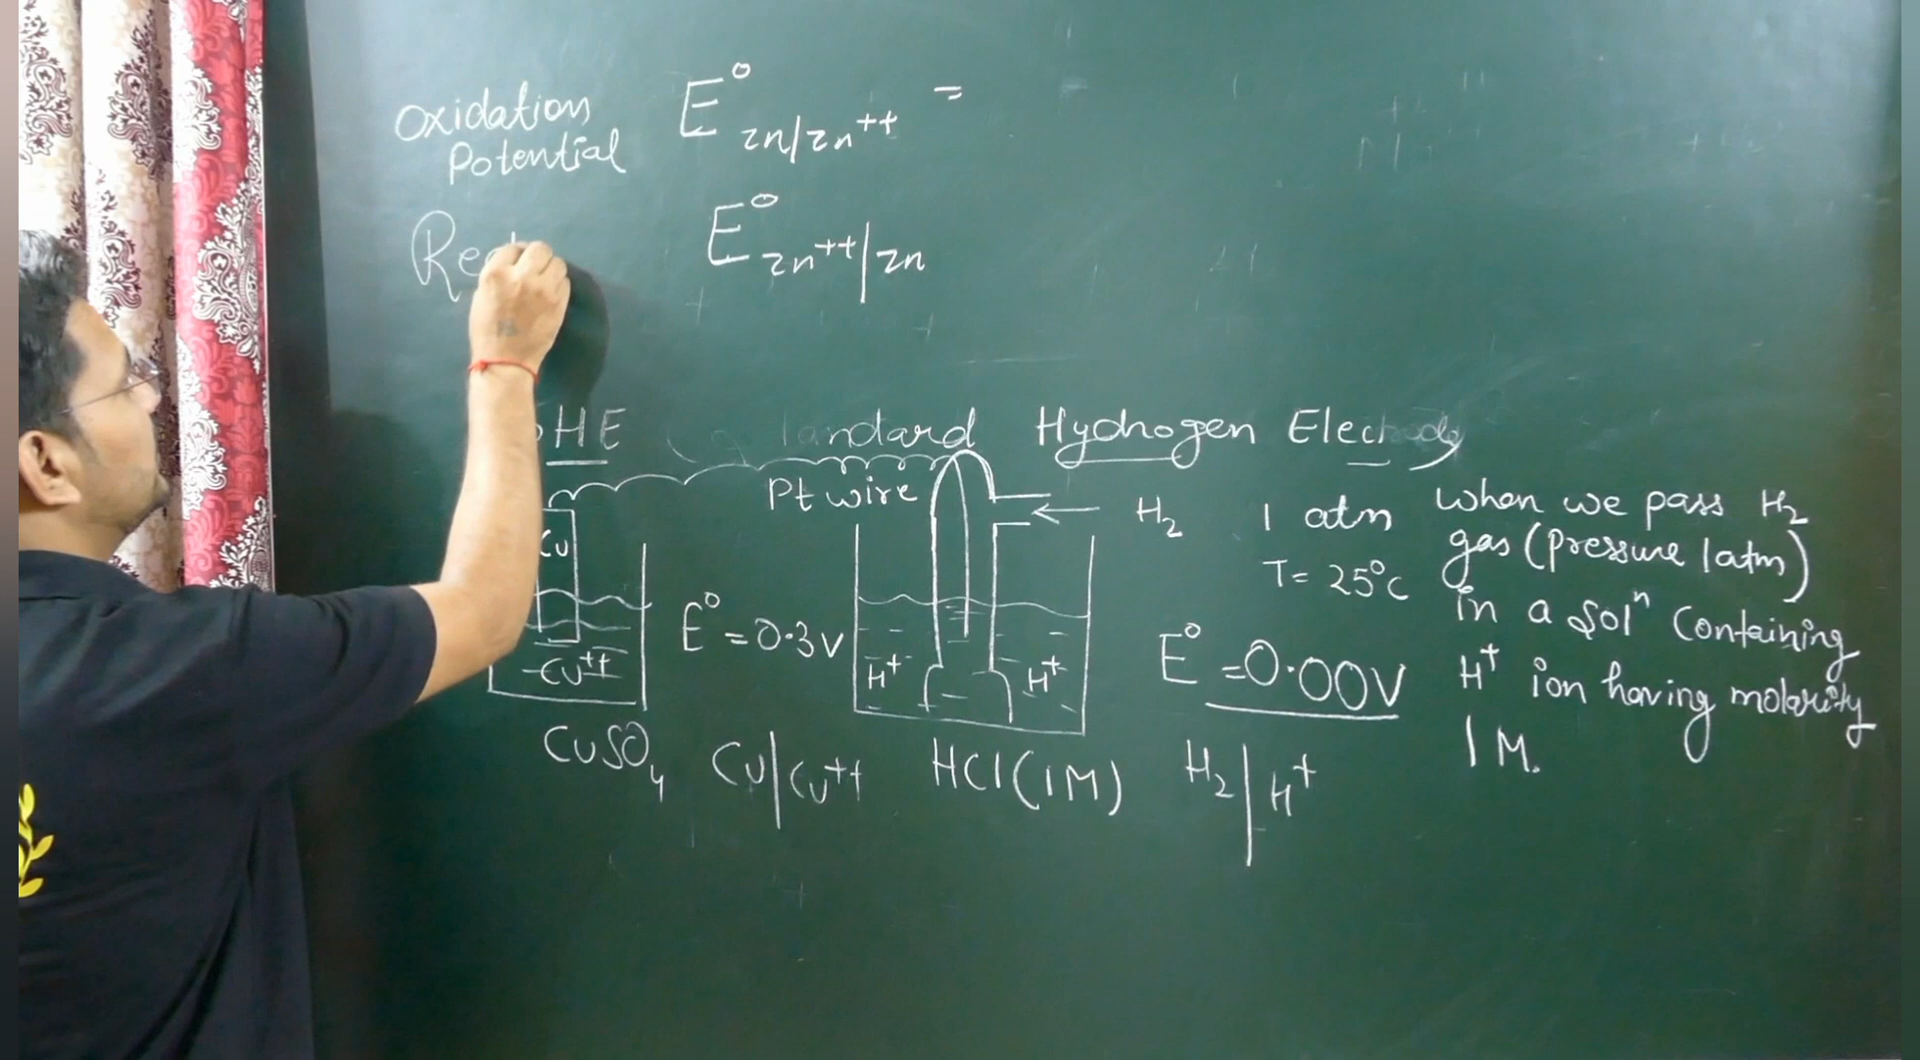 Oxidation
Potential
E° Zn/Zn++ =
E° Zn++/Zn
SHE Standard Hydrogen Electrode
Pt wire
H2 1 atm
T= 25°C
Cu
Cu++
E° = 0.3V
H+ H+
E° = 0.00V
when we pass H2
gas (Pressure 1atm)
in a Solⁿ Containing
H+ ion having molarity
1 M.
CuSO4 Cu|Cu++ HCl(1M) H2|H+